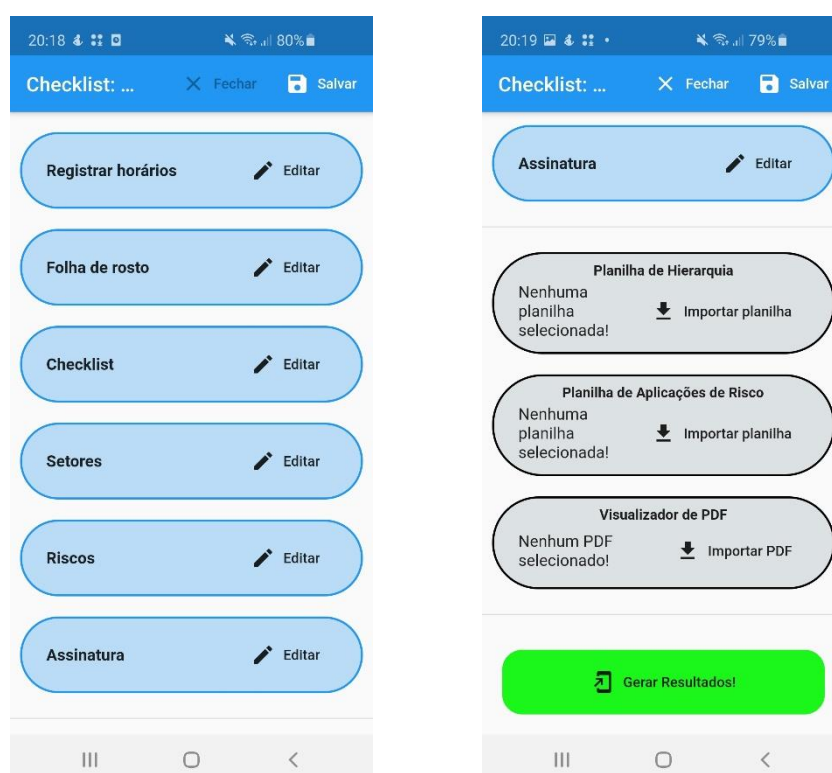 20:18 80%
Checklist: ... Fechar Salvar
Registrar horários Editar
Folha de rosto Editar
Checklist Editar
Setores Editar
Riscos Editar
Assinatura Editar
20:19 79%
Checklist: ... Fechar Salvar
Assinatura Editar
Planilha de Hierarquia
Nenhuma
planilha
selecionada!
Importar planilha
Planilha de Aplicações de Risco
Nenhuma
planilha
selecionada!
Importar planilha
Visualizador de PDF
Nenhum PDF
selecionado!
Importar PDF
Gerar Resultados!